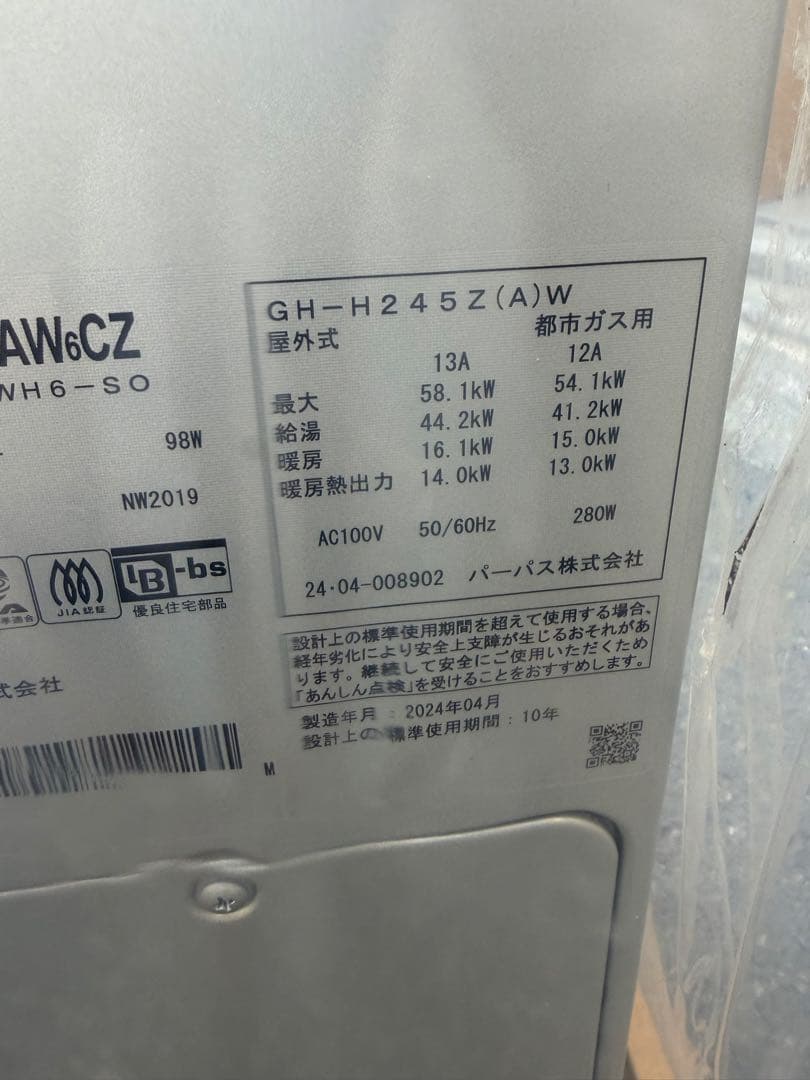 AW6CZ
WH6-SO
98W
NW2019
JIA認証
BL-bs
優良住宅部品
式会社
M
GH-H245Z(A)W
屋外式 都市ガス用
13A 12A
最大 58.1kW 54.1kW
給湯 44.2kW 41.2kW
暖房 16.1kW 15.0kW
暖房熱出力 14.0kW 13.0kW
AC100V 50/60Hz 280W
24・04-008902 パーパス株式会社
設計上の標準使用期間を超えて使用する場合、
経年劣化により安全上支障が生じるおそれがあ
ります。継続して安全にご使用いただくため
「あんしん点検」を受けることをおすすめします。
製造年月:2024年04月
設計上の標準使用期間:10年